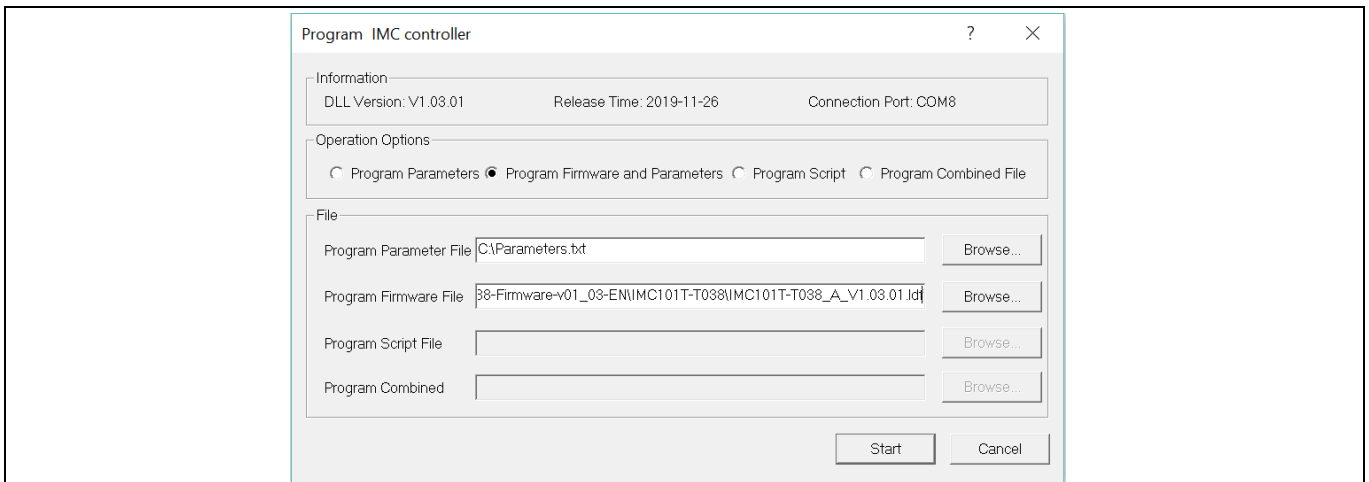 Program IMC controller ? ×
Information
DLL Version: V1.03.01 Release Time: 2019-11-26 Connection Port: COM8
Operation Options
Program Parameters Program Firmware and Parameters Program Script Program Combined File
File
Program Parameter File C:\Parameters.txt Browse...
Program Firmware File 38-Firmware-v01_03-EN\IMC101T-T038\IMC101T-T038_A_V1.03.01.ldf Browse...
Program Script File Browse...
Program Combined Browse...
Start Cancel